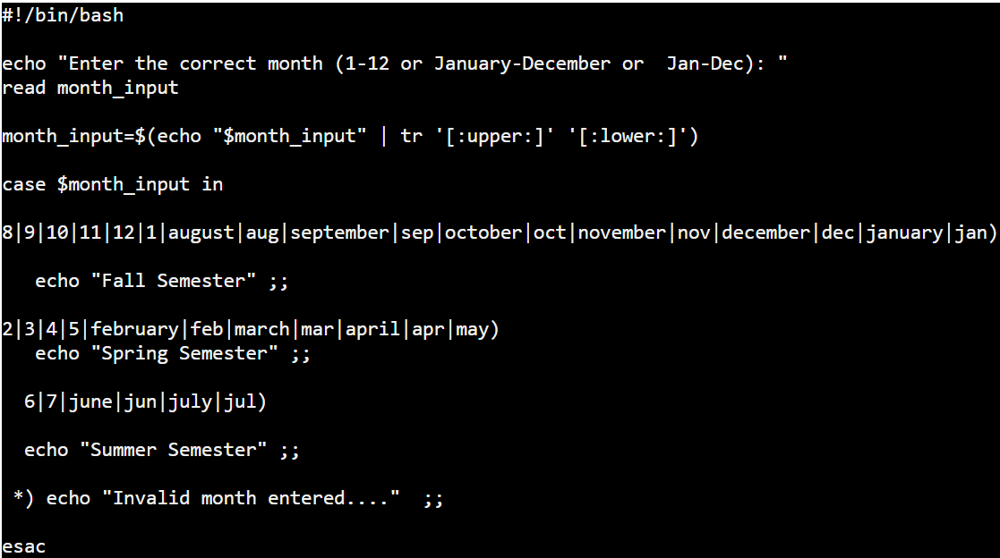 #!/bin/bash
echo "Enter the correct month (1-12 or January-December or  Jan-Dec): "
read month_input
month_input=$(echo "$month_input" | tr '[:upper:]' '[:lower:]')
case $month_input in
8|9|10|11|12|1|august|aug|september|sep|october|oct|november|nov|december|dec|january|jan)
   echo "Fall Semester" ;;
2|3|4|5|february|feb|march|mar|april|apr|may)
   echo "Spring Semester" ;;
  6|7|june|jun|july|jul)
  echo "Summer Semester" ;;
 *) echo "Invalid month entered...."  ;;
esac